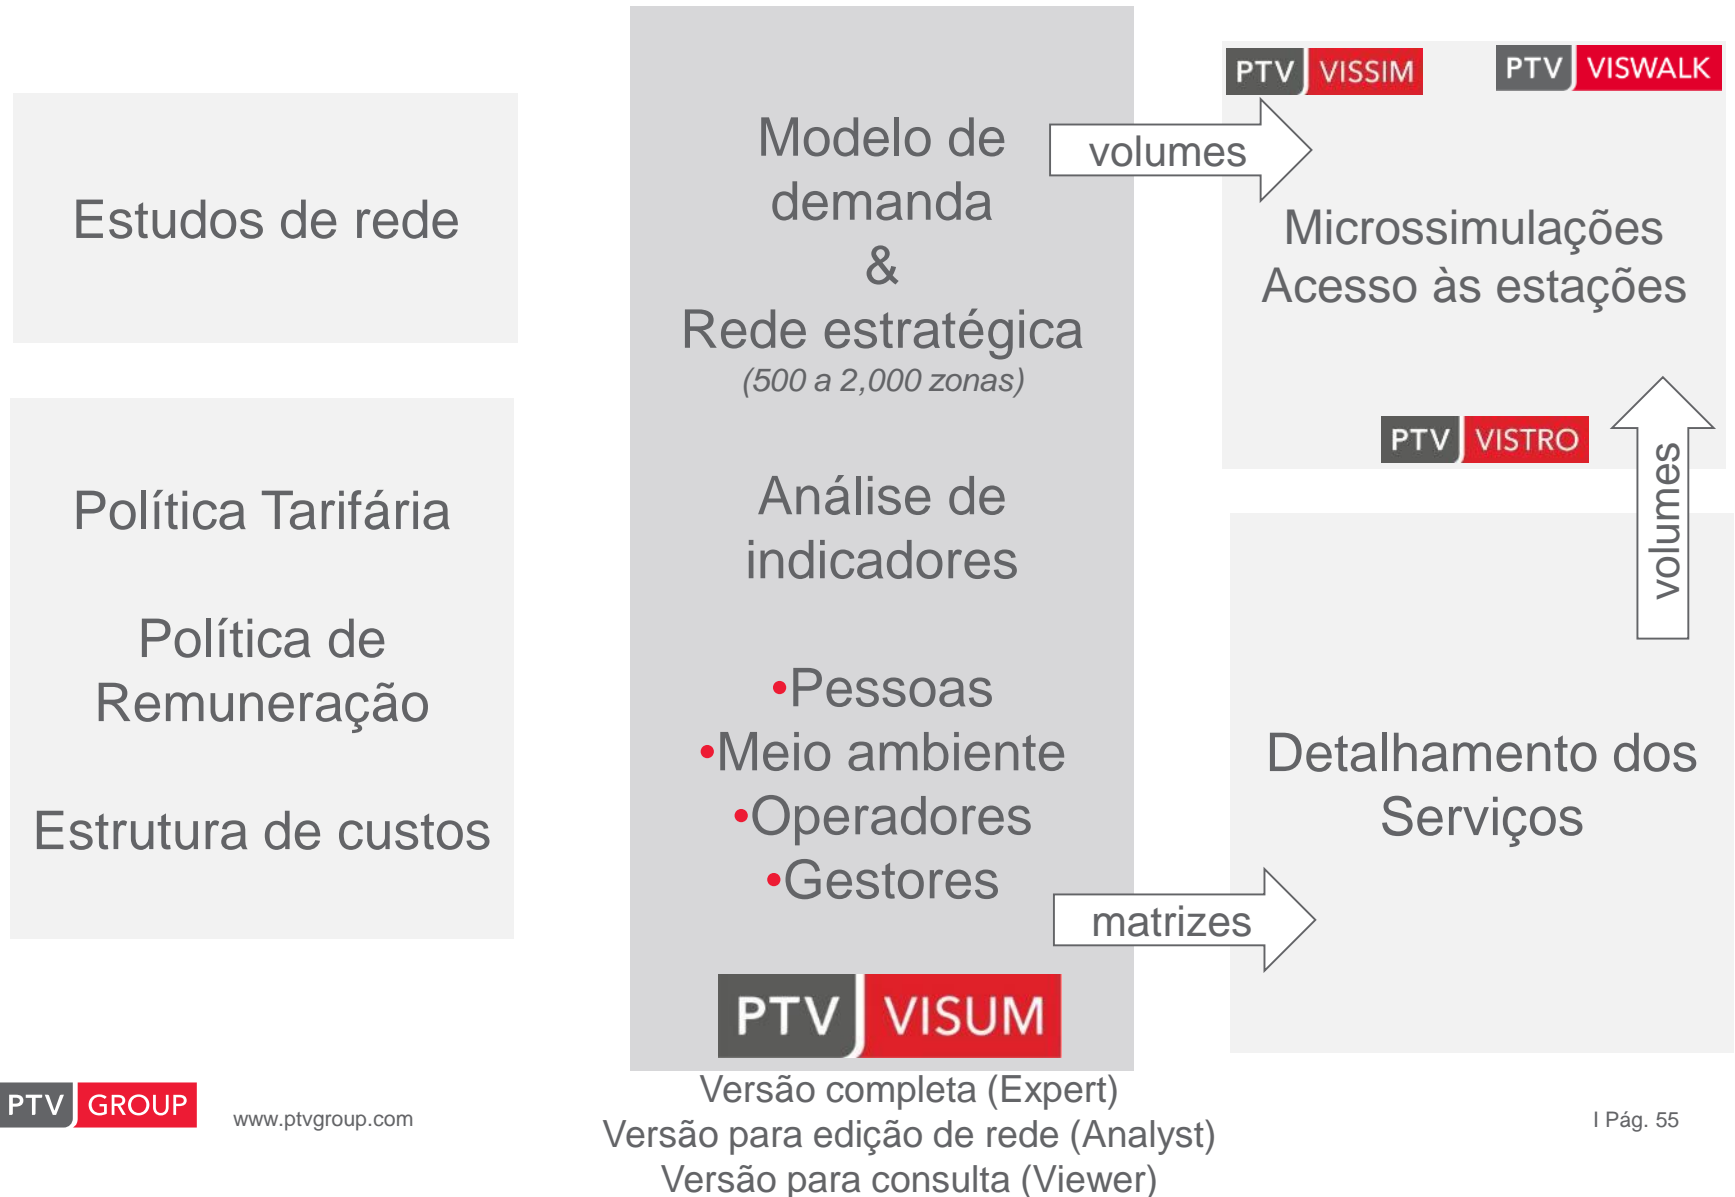 Estudos de rede
Política Tarifária
Política de
Remuneração
Estrutura de custos
Modelo de
demanda
&
Rede estratégica
(500 a 2,000 zonas)
Análise de
indicadores
•Pessoas
•Meio ambiente
•Operadores
•Gestores
PTV VISUM
Versão completa (Expert)
Versão para edição de rede (Analyst)
Versão para consulta (Viewer)
volumes
PTV VISSIM
PTV VISWALK
Microssimulações
Acesso às estações
PTV VISTRO
volumes
Detalhamento dos
Serviços
matrizes
PTV GROUP
www.ptvgroup.com
I Pág. 55